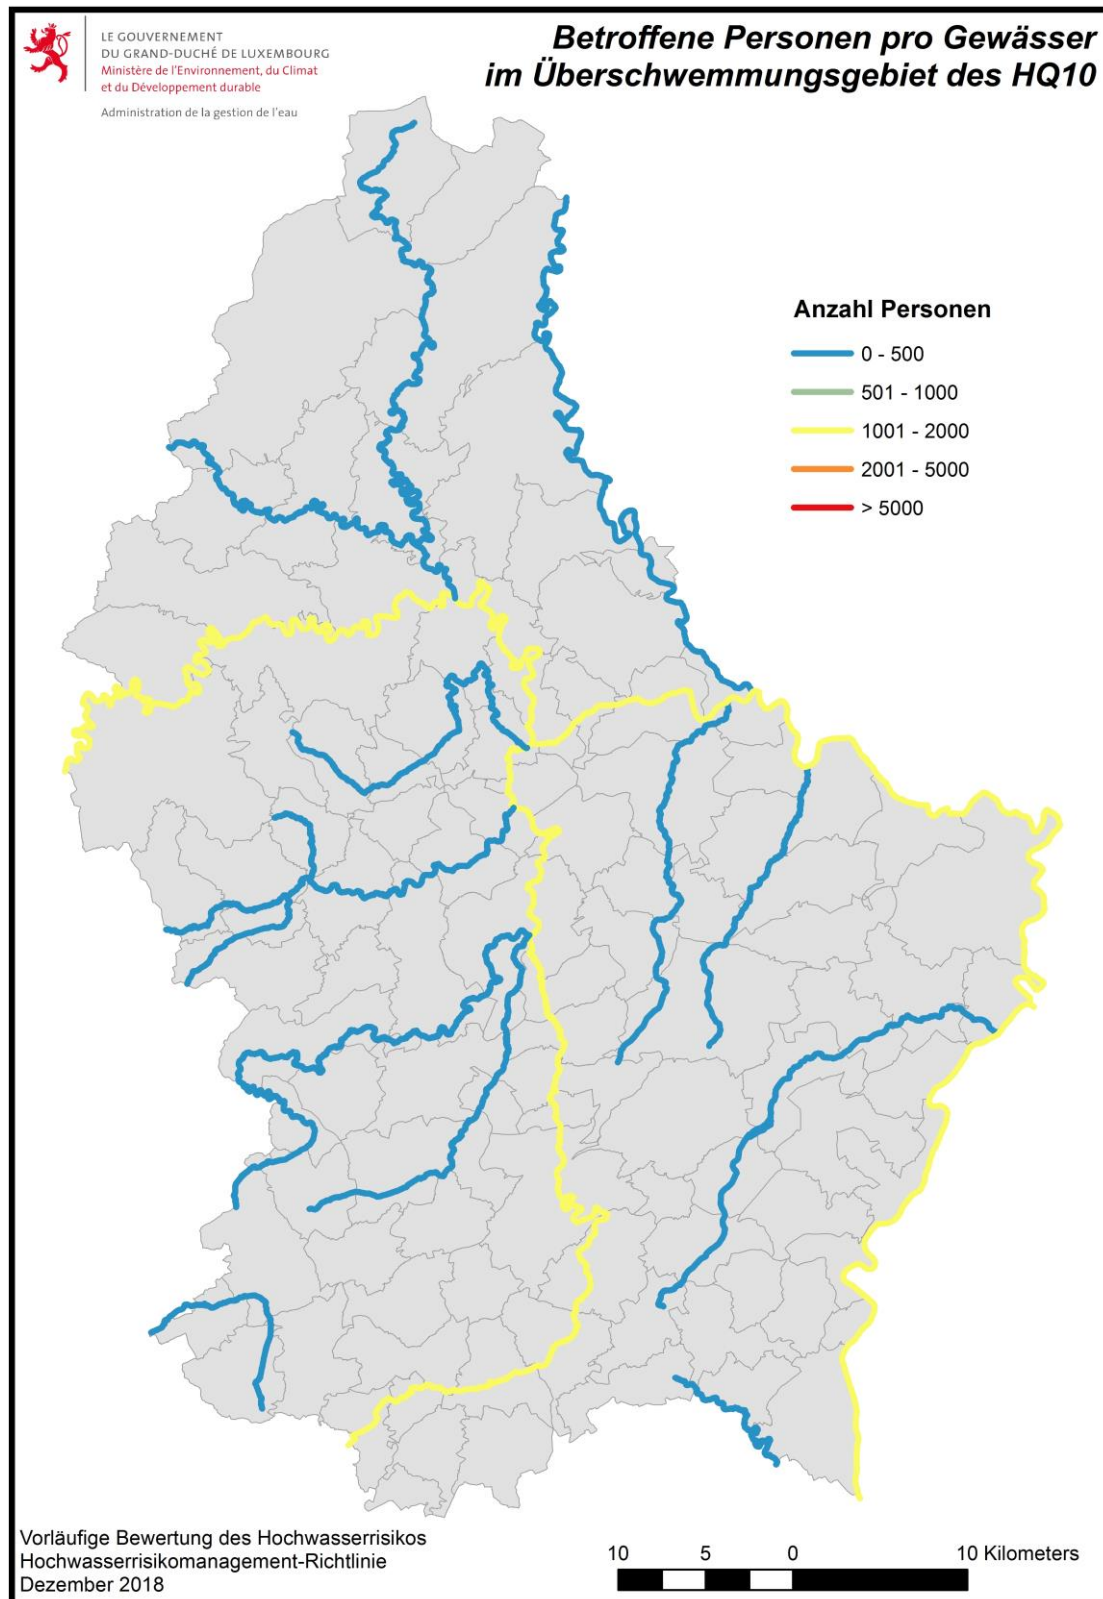 LE GOUVERNEMENT
DU GRAND-DUCHÉ DE LUXEMBOURG
Ministère de l'Environnement, du Climat
et du Développement durable
Administration de la gestion de l'eau
Betroffene Personen pro Gewässer
im Überschwemmungsgebiet des HQ10
Anzahl Personen
0 - 500
501 - 1000
1001 - 2000
2001 - 5000
> 5000
Vorläufige Bewertung des Hochwasserrisikos
Hochwasserrisikomanagement-Richtlinie
Dezember 2018
10 5 0 10 Kilometers